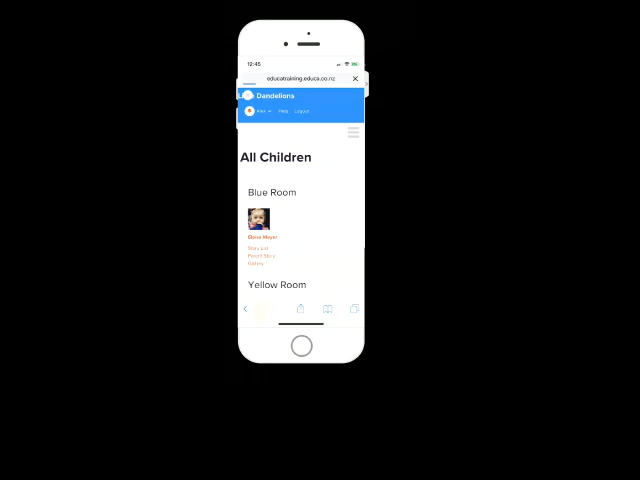 12:45
educatraining.educa.co.nz
Dandelions
Alex Help Logout
All Children
Blue Room
Eloise Meyer
Story List
Parent Story
Gallery
Yellow Room